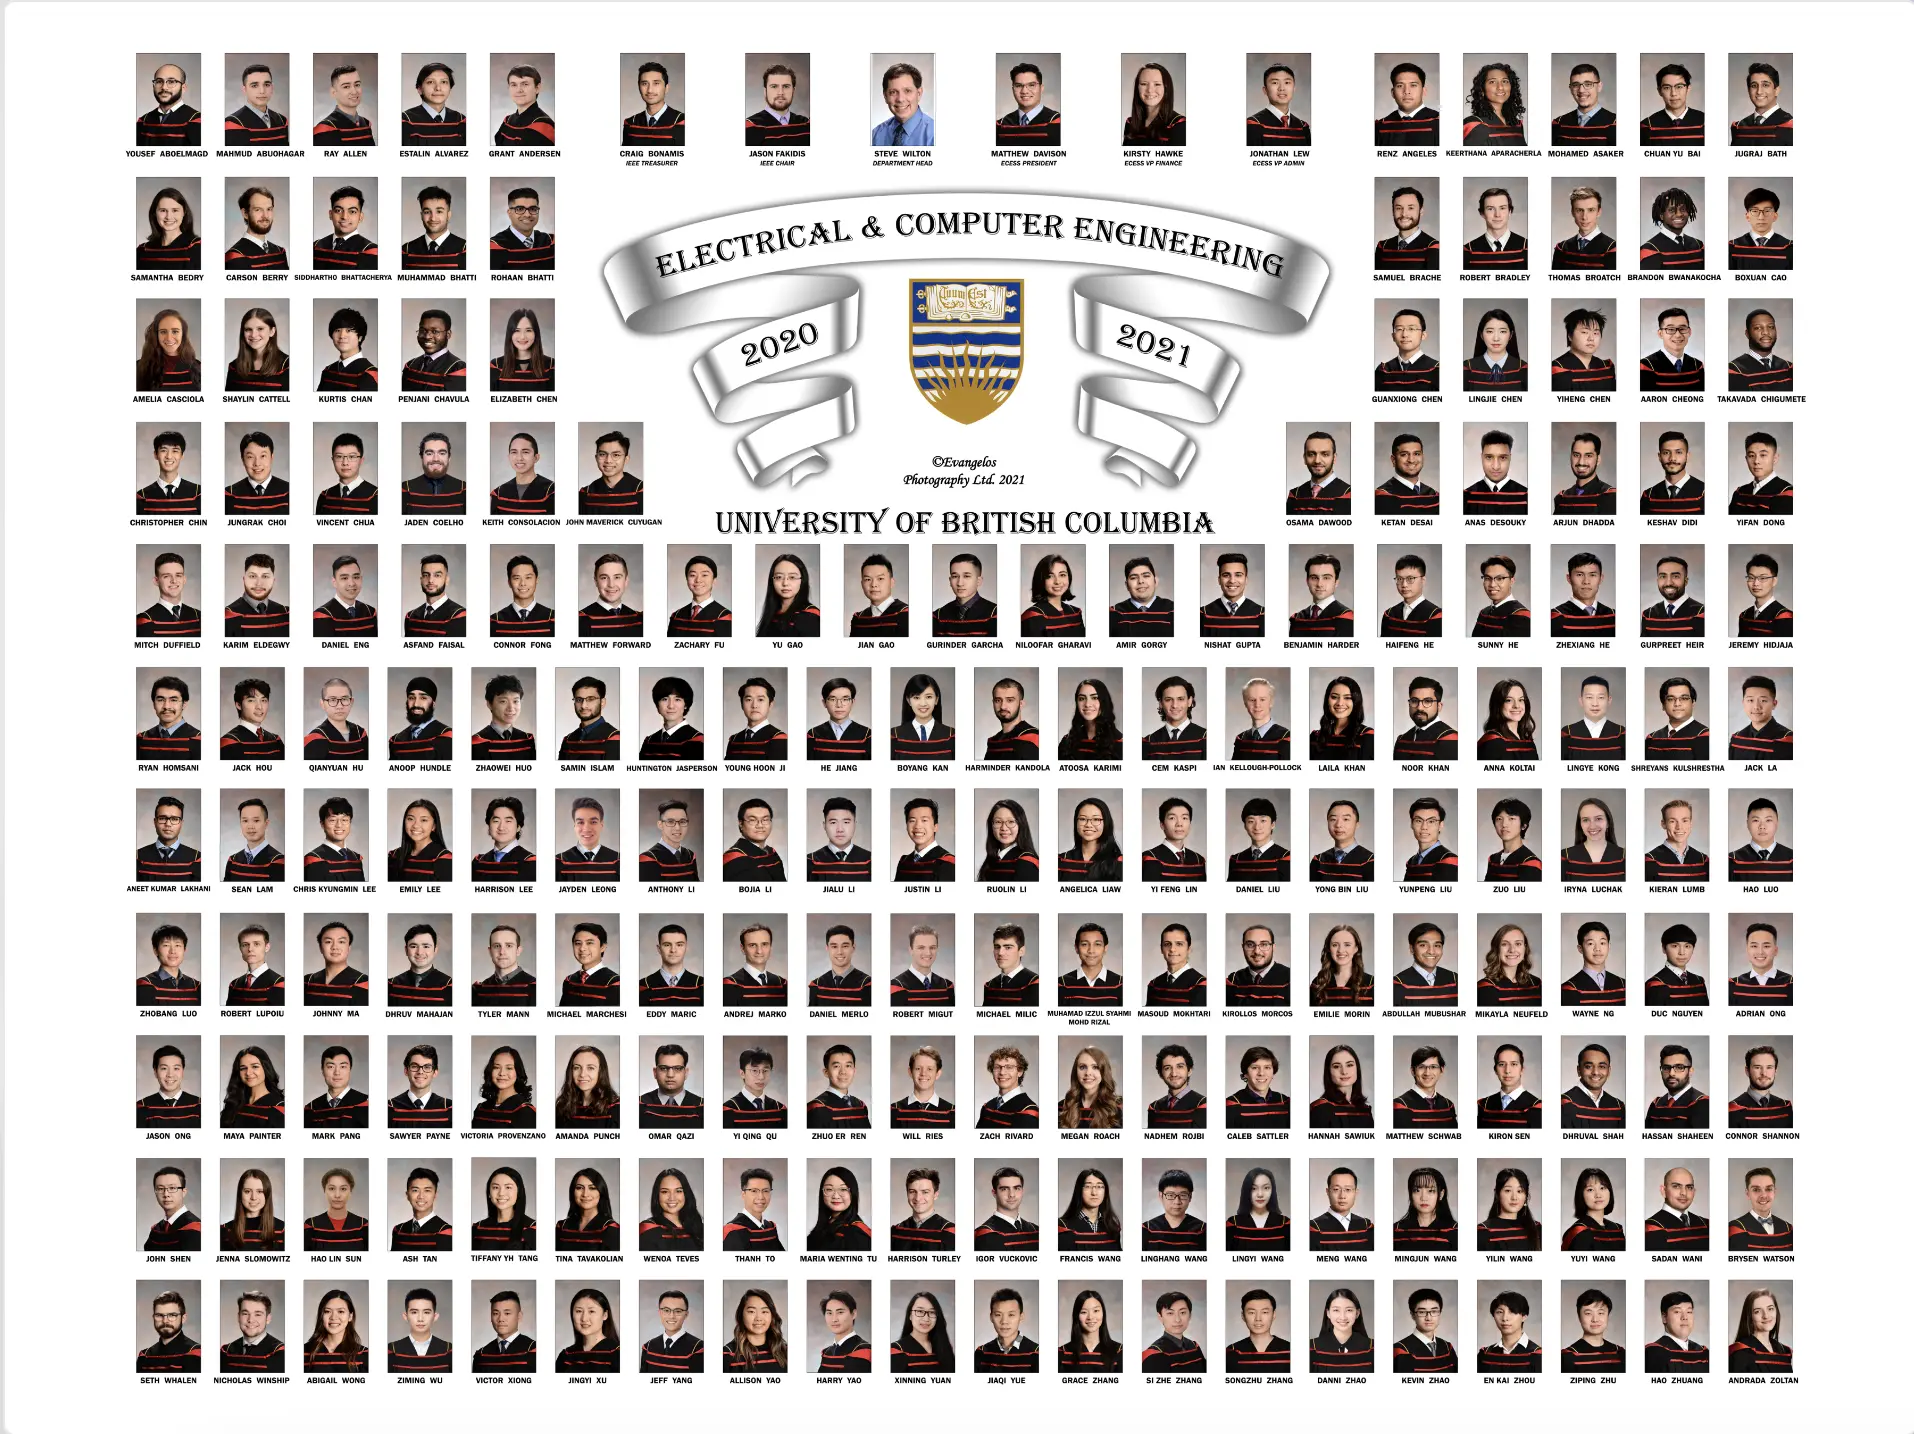 YOUSEF ABOELMAGD MAHMUD ABUOHAGAR RAY ALLEN ESTALIN ALVAREZ GRANT ANDERSEN CRAIG BONAMIS JASON FAKIDIS STEVE WILTON MATTHEW DAVISON KIRSTY HAWKE JONATHAN LEW RENZ ANGELES KEERTHANA APARACHERLA MOHAMED ASAKER CHUAN YU BAI JUGRAJ BATH
IEEE TREASURER IEEE CHAIR DEPARTMENT HEAD ECESS PRESIDENT ECESS VP FINANCE ECESS VP ADMIN
ELECTRICAL & COMPUTER ENGINEERING
SAMANTHA BEDRY CARSON BERRY SIDDHARTHO BHATTACHERYA MUHAMMAD BHATTI ROHAAN BHATTI SAMUEL BRACHE ROBERT BRADLEY THOMAS BROATCH BRANDON BWANAKOCHA BOXUAN CAO
Tuum Est
2020 2021
AMELIA CASCIOLA SHAYLIN CATTELL KURTIS CHAN PENJANI CHAVULA ELIZABETH CHEN GUANXIONG CHEN LINGJIE CHEN YIHENG CHEN AARON CHEONG TAKAVADA CHIGUMETE
©Evangelos
Photography Ltd. 2021
CHRISTOPHER CHIN JUNGRAK CHOI VINCENT CHUA JADEN COELHO KEITH CONSOLACION JOHN MAVERICK CUYUGAN OSAMA DAWOOD KETAN DESAI ANAS DESOUKY ARJUN DHADDA KESHAV DIDI YIFAN DONG
UNIVERSITY OF BRITISH COLUMBIA
MITCH DUFFIELD KARIM ELDEGWY DANIEL ENG ASFAND FAISAL CONNOR FONG MATTHEW FORWARD ZACHARY FU YU GAO JIAN GAO GURINDER GARCHA NILOOFAR GHARAVI AMIR GORGY NISHAT GUPTA BENJAMIN HARDER HAIFENG HE SUNNY HE ZHEXIANG HE GURPREET HEIR JEREMY HIDJAJA
RYAN HOMSANI JACK HOU QIANYUAN HU ANOOP HUNDLE ZHAOWEI HUO SAMIN ISLAM HUNTINGTON JASPERSON YOUNG HOON JI HE JIANG BOYANG KAN HARMINDER KANDOLA ATOOSA KARIMI CEM KASPI IAN KELLOUGH-POLLOCK LAILA KHAN NOOR KHAN ANNA KOLTAI LINGYE KONG SHREYANS KULSHRESTHA JACK LA
ANEET KUMAR LAKHANI SEAN LAM CHRIS KYUNGMIN LEE EMILY LEE HARRISON LEE JAYDEN LEONG ANTHONY LI BOJIA LI JIALU LI JUSTIN LI RUOLIN LI ANGELICA LIAW YI FENG LIN DANIEL LIU YONG BIN LIU YUNPENG LIU ZUO LIU IRYNA LUCHAK KIERAN LUMB HAO LUO
ZHOBANG LUO ROBERT LUPOIU JOHNNY MA DHRUV MAHAJAN TYLER MANN MICHAEL MARCHESI EDDY MARIC ANDREJ MARKO DANIEL MERLO ROBERT MIGUT MICHAEL MILIC MUHAMAD IZZUL SYAHMI MASOUD MOKHTARI KIROLLOS MORCOS EMILIE MORIN ABDULLAH MUBUSHAR MIKAYLA NEUFELD WAYNE NG DUC NGUYEN ADRIAN ONG
MOHD RIZAL
JASON ONG MAYA PAINTER MARK PANG SAWYER PAYNE VICTORIA PROVENZANO AMANDA PUNCH OMAR QAZI YI QING QU ZHUO ER REN WILL RIES ZACH RIVARD MEGAN ROACH NADHEM ROJBI CALEB SATTLER HANNAH SAWIUK MATTHEW SCHWAB KIRON SEN DHRUVAL SHAH HASSAN SHAHEEN CONNOR SHANNON
JOHN SHEN JENNA SLOMOWITZ HAO LIN SUN ASH TAN TIFFANY YH TANG TINA TAVAKOLIAN WENOA TEVES THANH TO MARIA WENTING TU HARRISON TURLEY IGOR VUCKOVIC FRANCIS WANG LINGHANG WANG LINGYI WANG MENG WANG MINGJUN WANG YILIN WANG YUYI WANG SADAN WANI BRYSEN WATSON
SETH WHALEN NICHOLAS WINSHIP ABIGAIL WONG ZIMING WU VICTOR XIONG JINGYI XU JEFF YANG ALLISON YAO HARRY YAO XINNING YUAN JIAQI YUE GRACE ZHANG SI ZHE ZHANG SONGZHU ZHANG DANNI ZHAO KEVIN ZHAO EN KAI ZHOU ZIPING ZHU HAO ZHUANG ANDRADA ZOLTAN